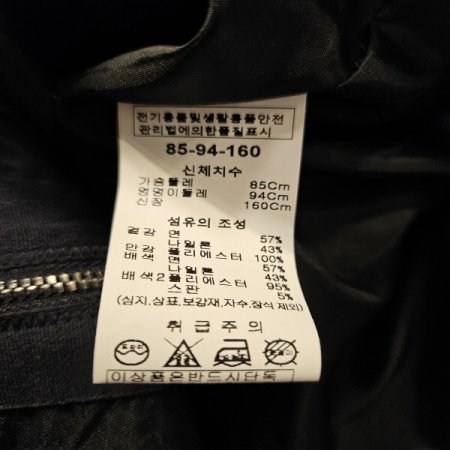 전기용품및생활용품안전
관리법에의한품질표시
85-94-160
신체치수
가슴둘레 85Cm
엉덩이둘레 94Cm
신장 160Cm
섬유의 조성
겉감 면 57%
나일론 43%
안감 폴리에스터 100%
배색 면 57%
나일론 43%
배색2 폴리에스터 95%
스판 5%
(심지,상표,보강재,자수,장식 제외)
취급주의
드라이
이상품은반드시단독